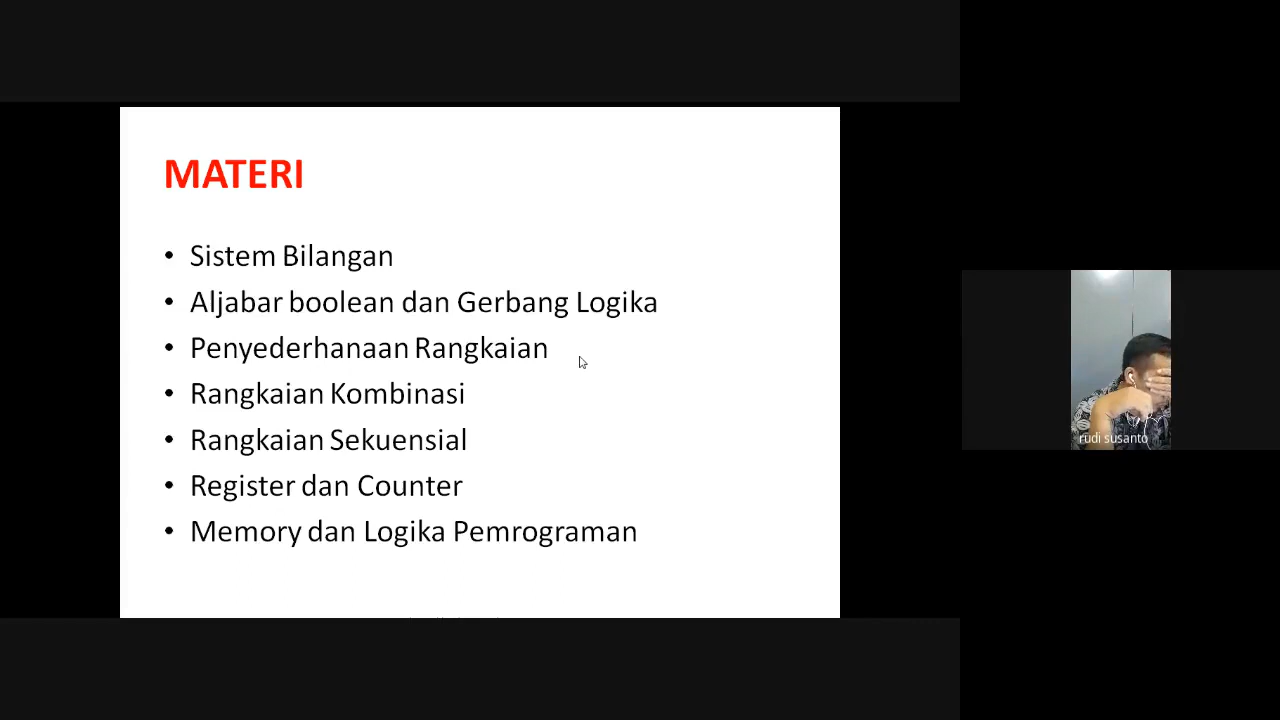 MATERI
• Sistem Bilangan
• Aljabar boolean dan Gerbang Logika
• Penyederhanaan Rangkaian
• Rangkaian Kombinasi
• Rangkaian Sekuensial
• Register dan Counter
• Memory dan Logika Pemrograman
rudi susanto